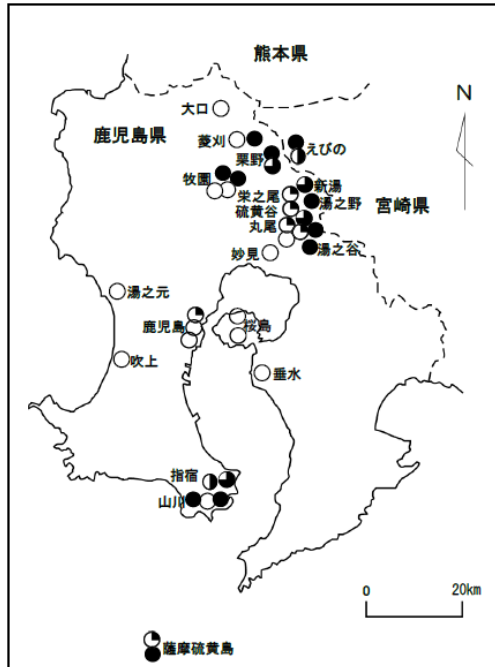 熊本県
N
大口
鹿児島県
菱刈
えびの
栗野
牧園
新湯
栄之尾
湯之野
硫黄谷
宮崎県
丸尾
湯之谷
妙見
湯之元
鹿児島
桜島
吹上
垂水
指宿
山川
0 20km
薩摩硫黄島